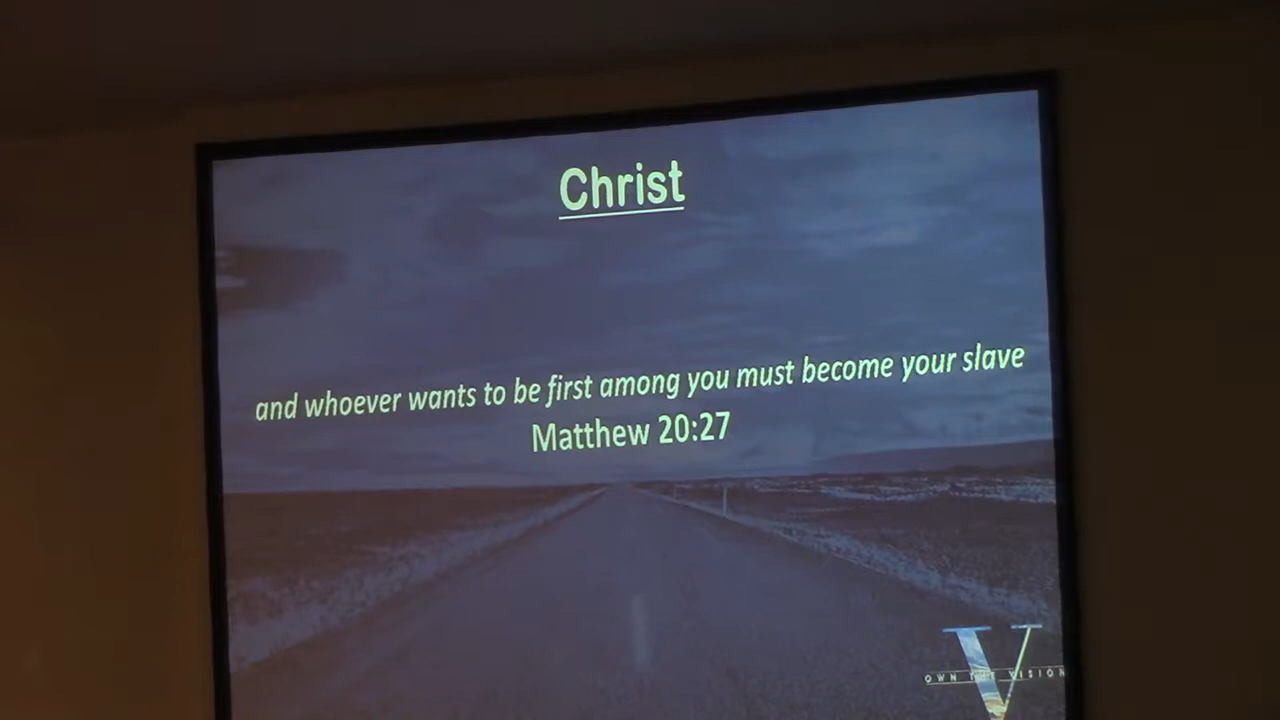 Christ
and whoever wants to be first among you must become your slave
Matthew 20:27
V
OWN THE VISION